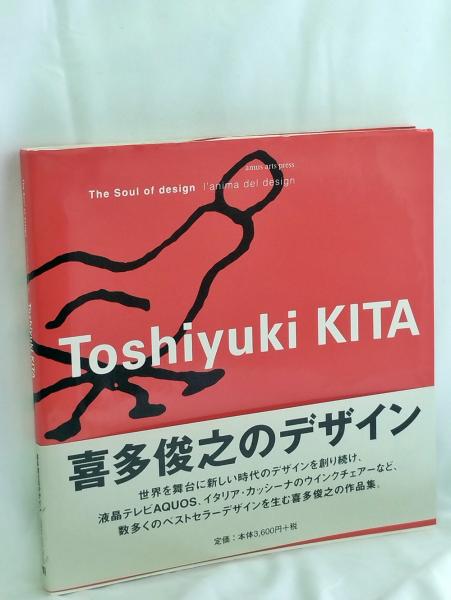 amus arts press
The Soul of design l'anima del design
Toshiyuki KITA
喜多俊之のデザイン
世界を舞台に新しい時代のデザインを創り続け、
液晶テレビAQUOS、イタリア・カッシーナのウインクチェアーなど、
数多くのベストセラーデザインを生む喜多俊之の作品集。
定価：本体3,600円+税
Toshiyuki KITA